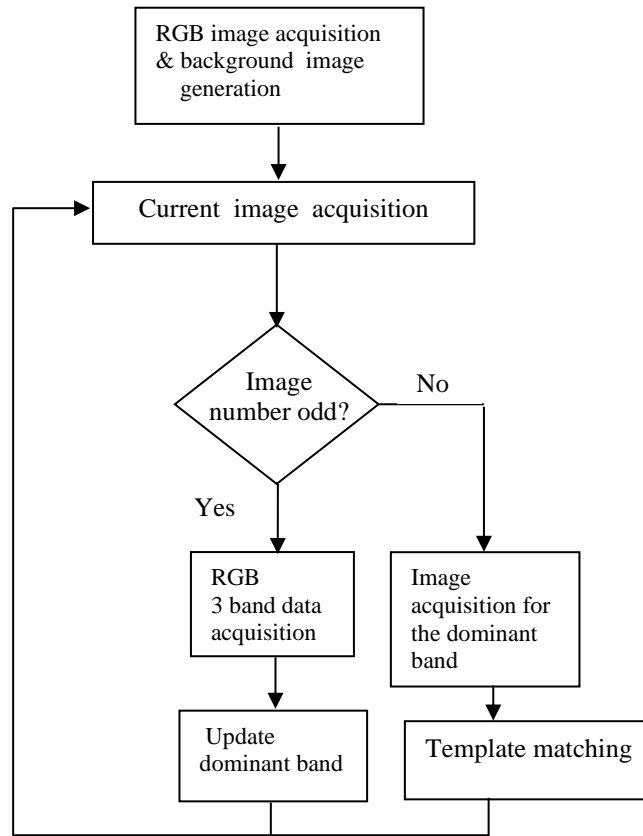 RGB image acquisition
& background image
generation
Current image acquisition
Image
number odd?
No
Yes
RGB
3 band data
acquisition
Image
acquisition for
the dominant
band
Update
dominant band
Template matching